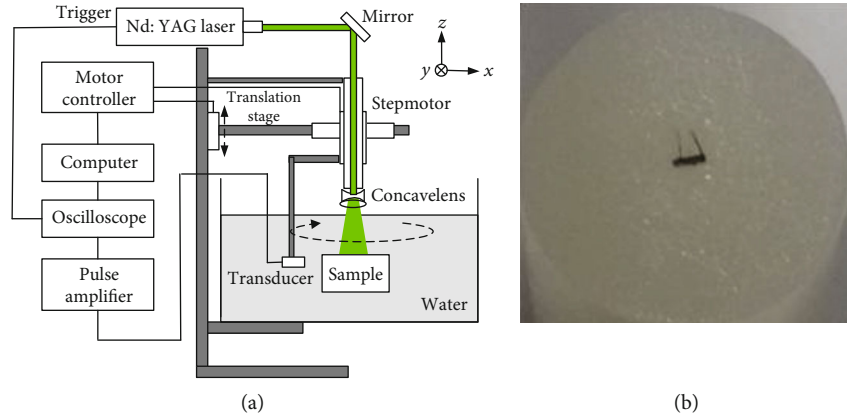 Trigger
Nd: YAG laser
Mirror
z
y
x
Motor
controller
Translation
stage
Stepmotor
Computer
Concavelens
Oscilloscope
Transducer
Sample
Pulse
amplifier
Water
(a)
(b)